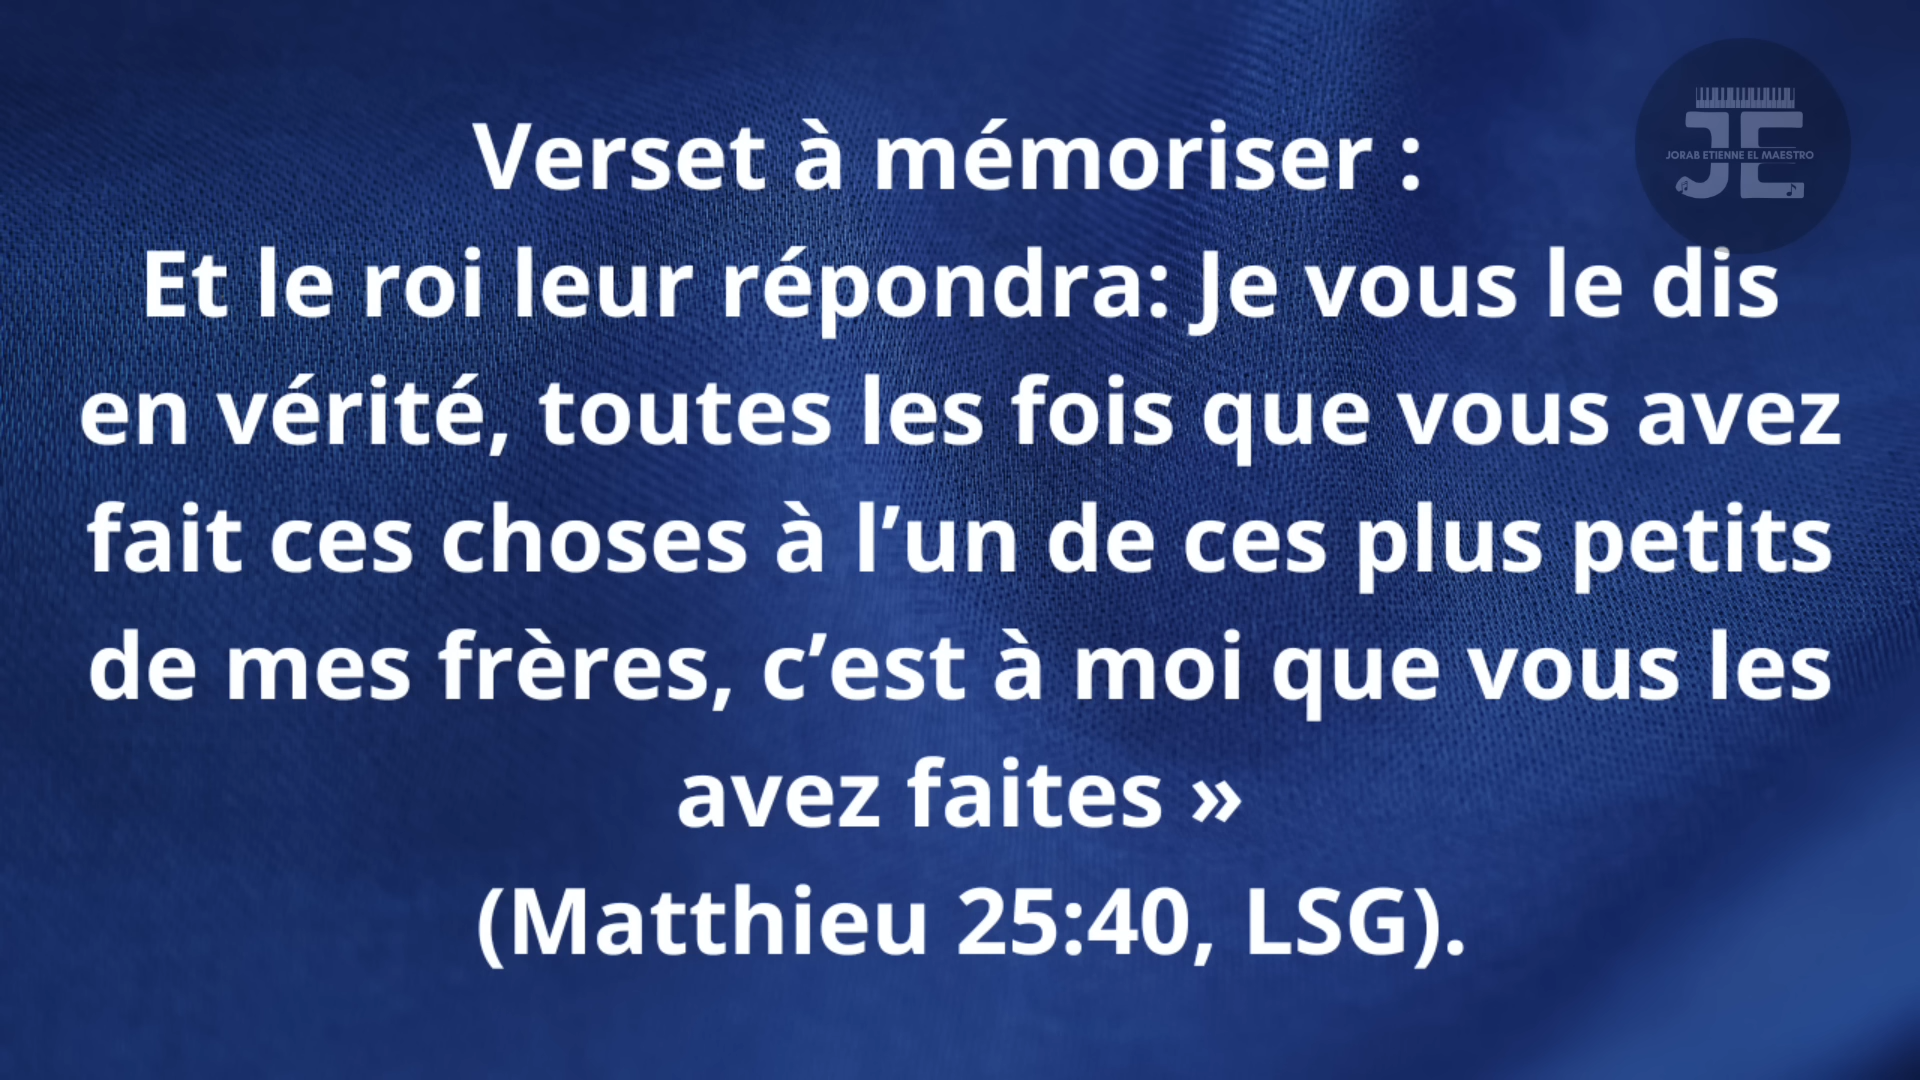 Verset à mémoriser :
JORAB ETIENNE EL MAESTRO
JE
Et le roi leur répondra: Je vous le dis
en vérité, toutes les fois que vous avez
fait ces choses à l’un de ces plus petits
de mes frères, c’est à moi que vous les
avez faites »
(Matthieu 25:40, LSG).